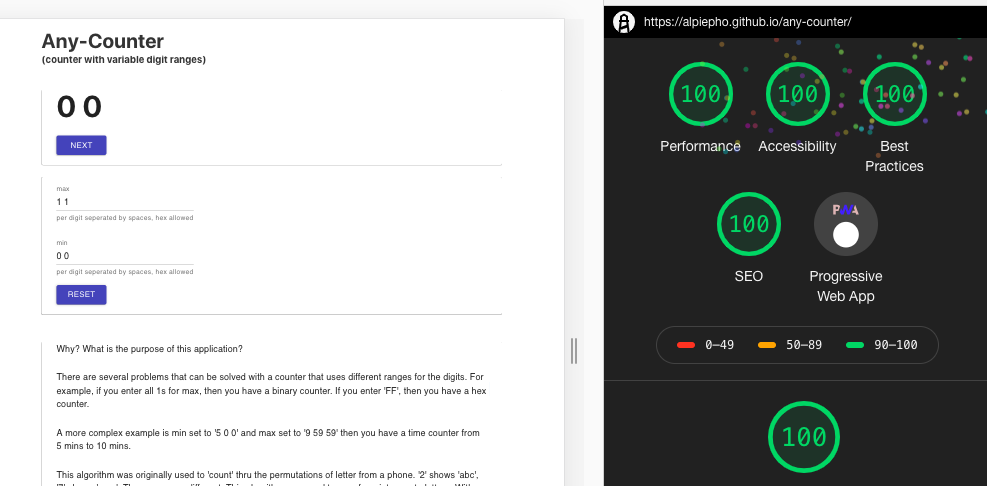 Any-Counter
(counter with variable digit ranges)
0 0
NEXT
max
1 1
per digit seperated by spaces, hex allowed
min
0 0
per digit seperated by spaces, hex allowed
RESET
Why? What is the purpose of this application?
There are several problems that can be solved with a counter that uses different ranges for the digits. For
example, if you enter all 1s for max, then you have a binary counter. If you enter 'FF', then you have a hex
counter.
A more complex example is min set to '5 0 0' and max set to '9 59 59' then you have a time counter from
5 mins to 10 mins.
This algorithm was originally used to 'count' thru the permutations of letter from a phone. '2' shows 'abc',
https://alpiepho.github.io/any-counter/
100
100
100
Performance
Accessibility
Best
Practices
100
PWA
SEO
Progressive
Web App
0–49
50–89
90–100
100